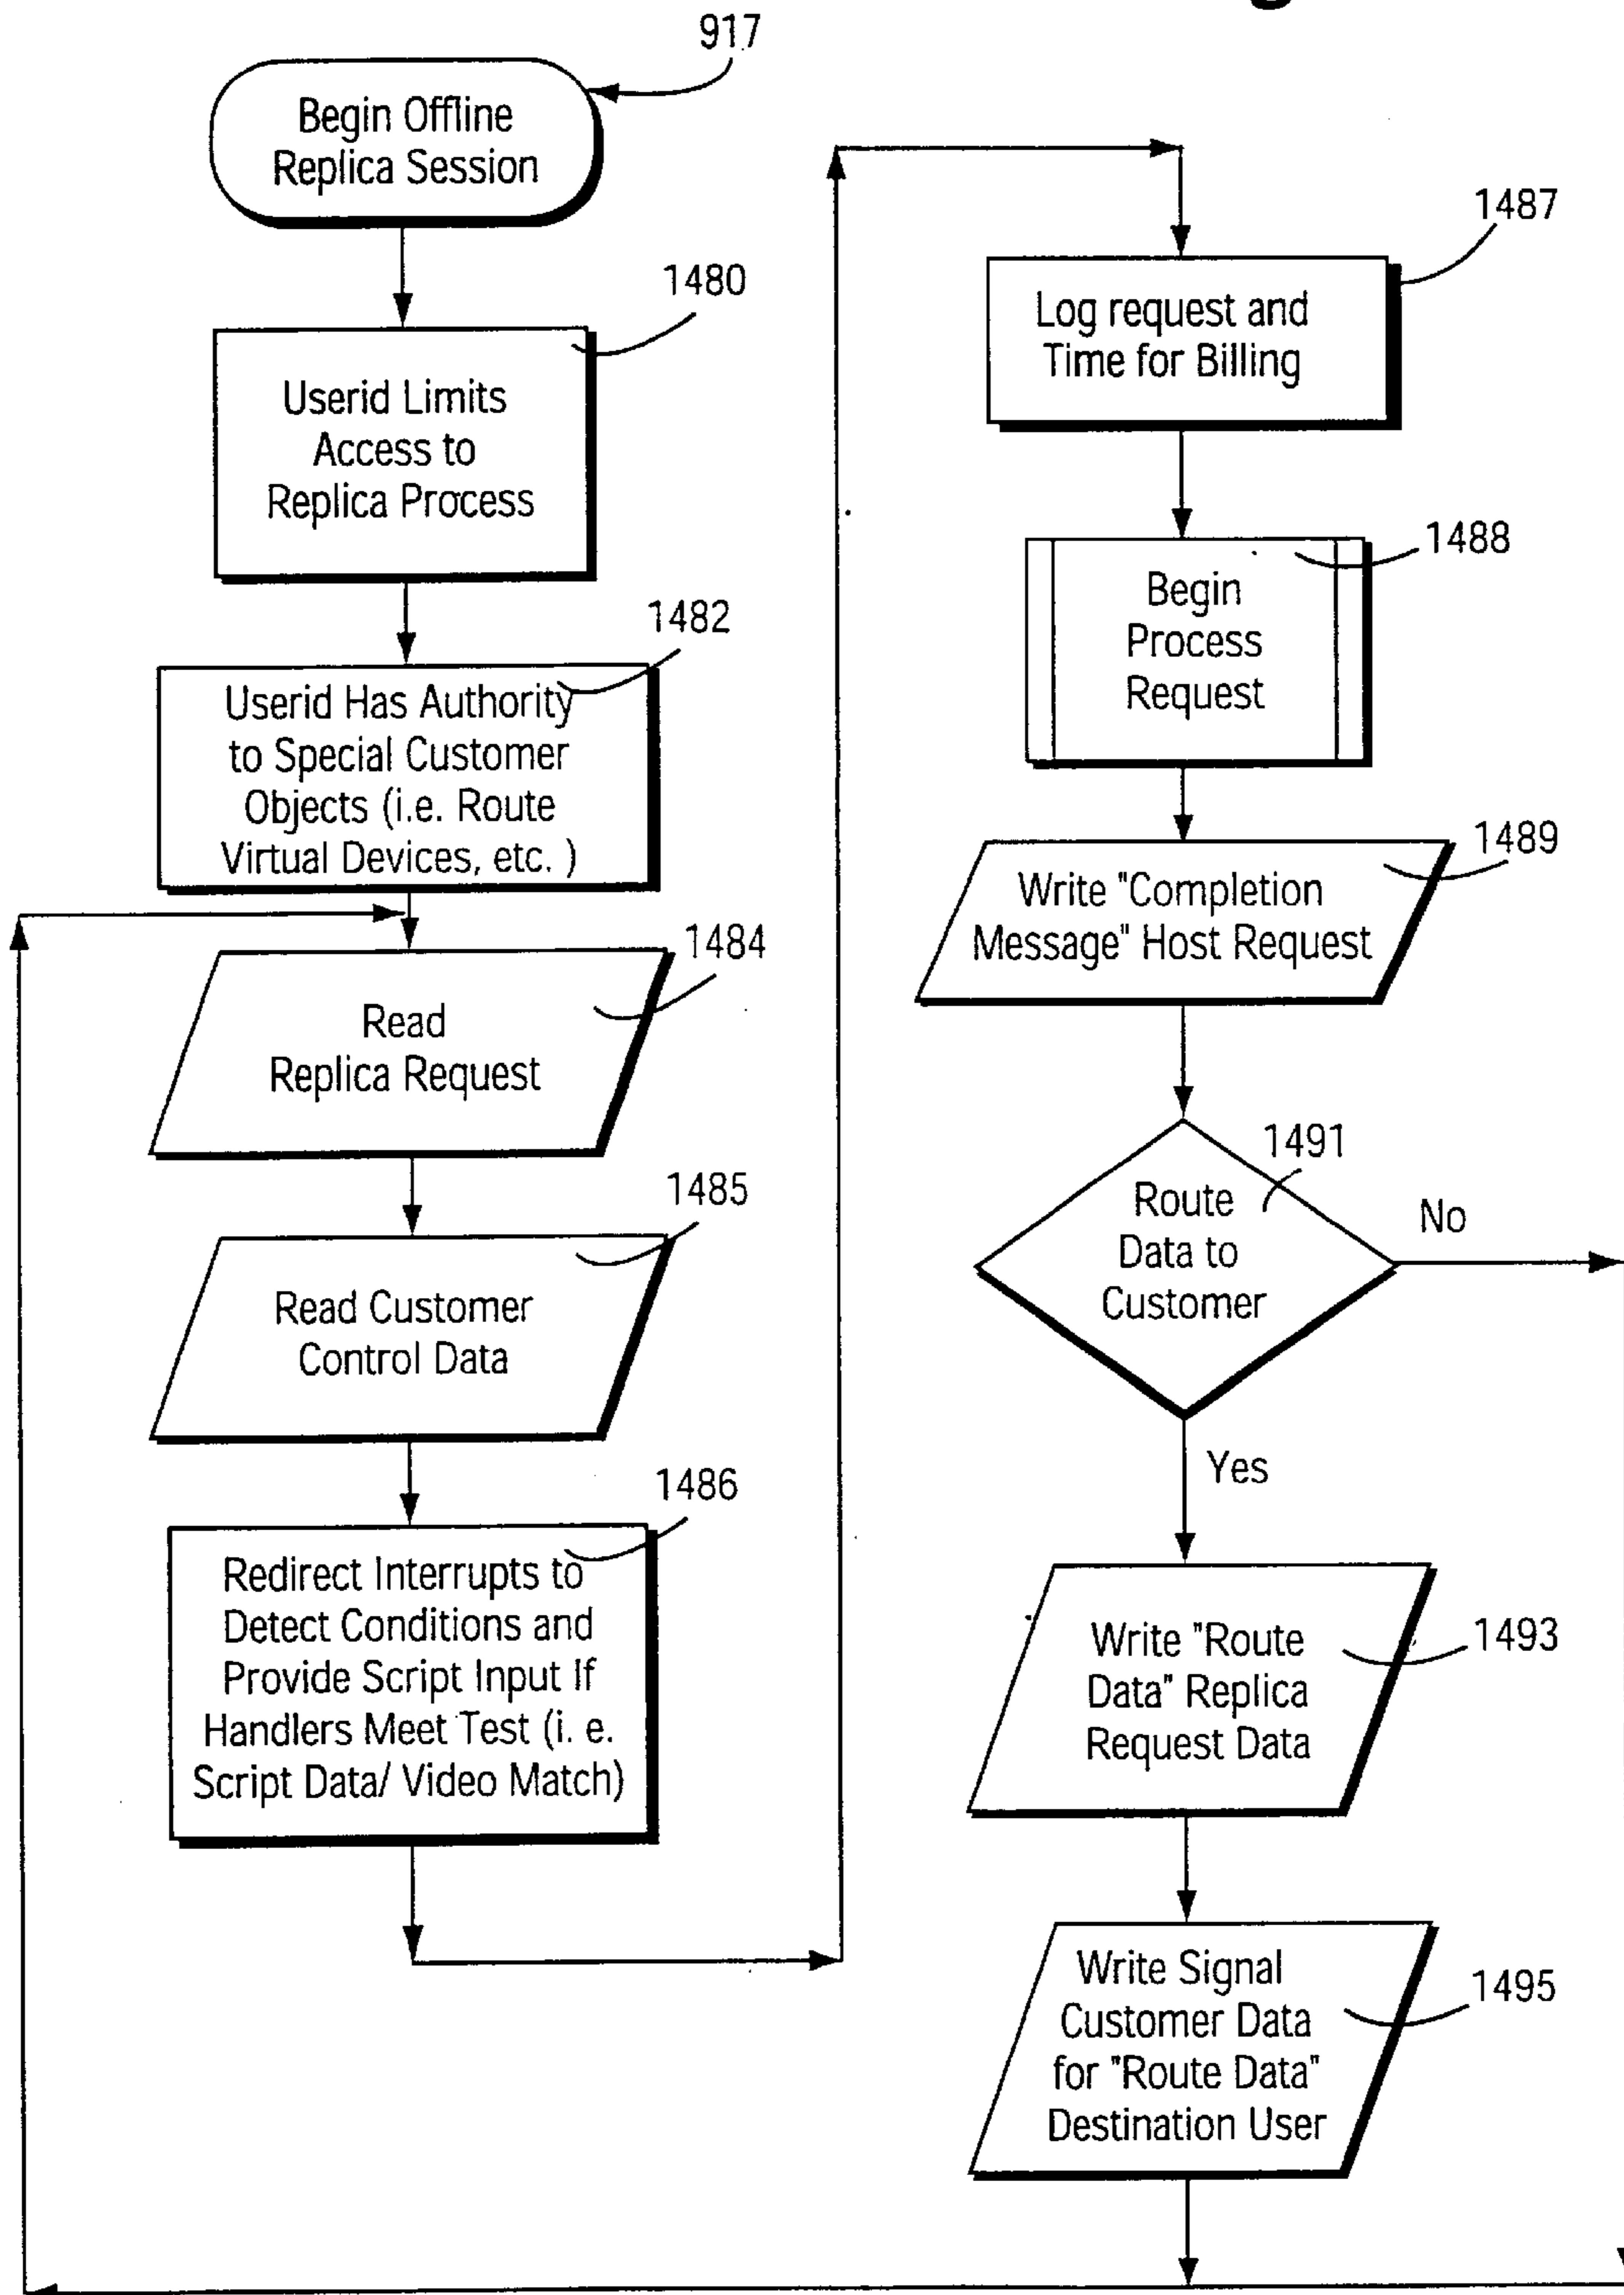 917
Begin Offline
Replica Session
1480
Userid Limits
Access to
Replica Process
1482
Userid Has Authority
to Special Customer
Objects (i.e. Route
Virtual Devices, etc. )
1484
Read
Replica Request
1485
Read Customer
Control Data
1486
Redirect Interrupts to
Detect Conditions and
Provide Script Input If
Handlers Meet Test (i. e.
Script Data/ Video Match)
1487
Log request and
Time for Billing
1488
Begin
Process
Request
1489
Write "Completion
Message" Host Request
1491
Route
Data to
Customer
No
Yes
1493
Write "Route
Data" Replica
Request Data
1495
Write Signal
Customer Data
for "Route Data"
Destination User